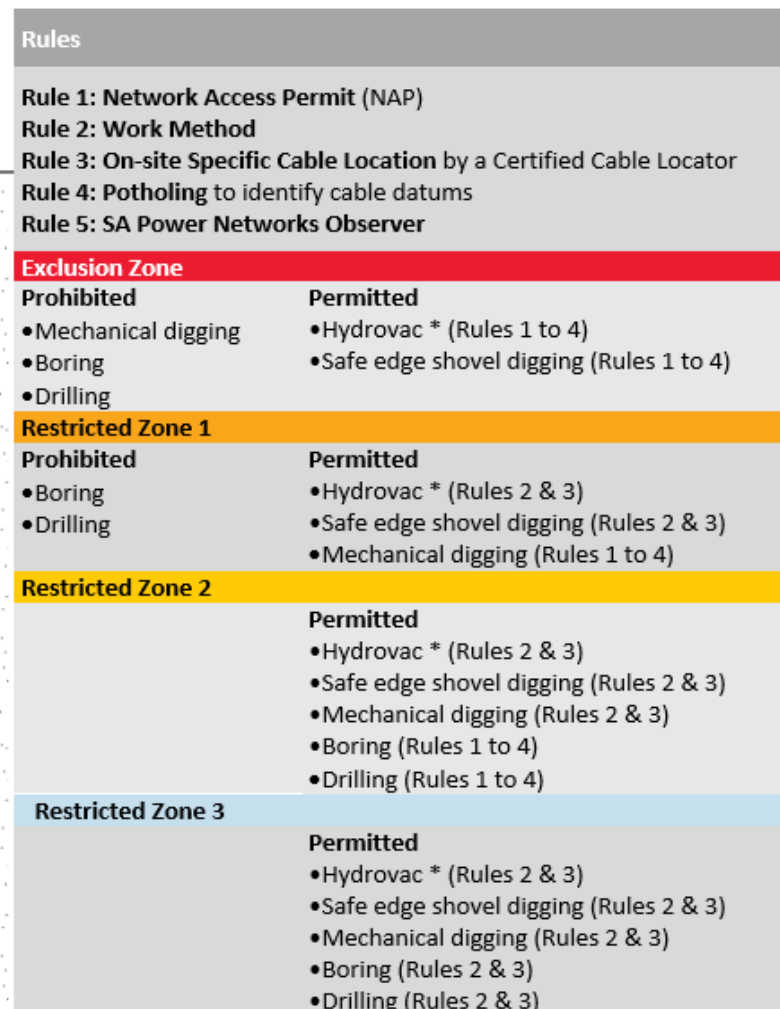 Rules
Rule 1: Network Access Permit (NAP)
Rule 2: Work Method
Rule 3: On-site Specific Cable Location by a Certified Cable Locator
Rule 4: Potholing to identify cable datums
Rule 5: SA Power Networks Observer
Exclusion Zone
Prohibited
•Mechanical digging
•Boring
•Drilling
Permitted
•Hydrovac * (Rules 1 to 4)
•Safe edge shovel digging (Rules 1 to 4)
Restricted Zone 1
Prohibited
•Boring
•Drilling
Permitted
•Hydrovac * (Rules 2 & 3)
•Safe edge shovel digging (Rules 2 & 3)
•Mechanical digging (Rules 1 to 4)
Restricted Zone 2
Permitted
•Hydrovac * (Rules 2 & 3)
•Safe edge shovel digging (Rules 2 & 3)
•Mechanical digging (Rules 2 & 3)
•Boring (Rules 1 to 4)
•Drilling (Rules 1 to 4)
Restricted Zone 3
Permitted
•Hydrovac * (Rules 2 & 3)
•Safe edge shovel digging (Rules 2 & 3)
•Mechanical digging (Rules 2 & 3)
•Boring (Rules 2 & 3)
•Drilling (Rules 2 & 3)